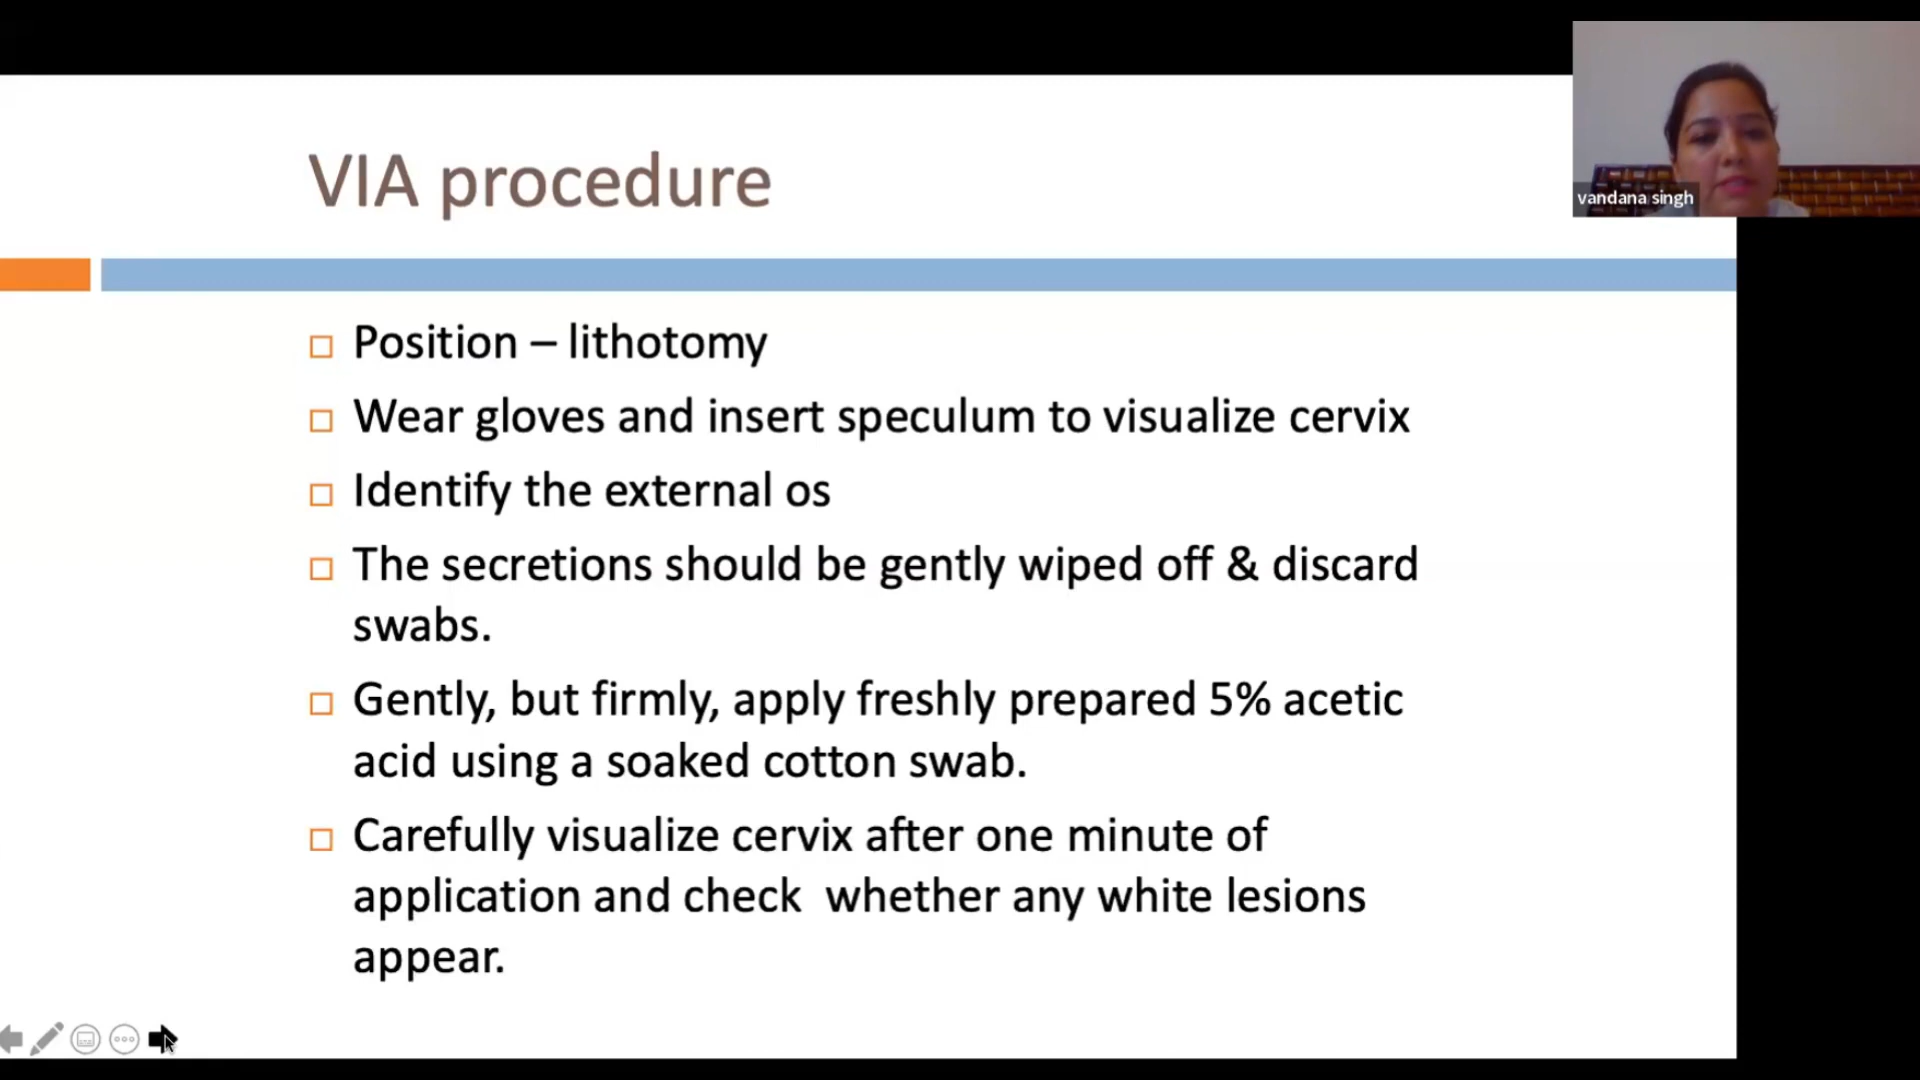 VIA procedure
vandana singh
Position – lithotomy
Wear gloves and insert speculum to visualize cervix
Identify the external os
The secretions should be gently wiped off & discard
swabs.
Gently, but firmly, apply freshly prepared 5% acetic
acid using a soaked cotton swab.
Carefully visualize cervix after one minute of
application and check  whether any white lesions
appear.